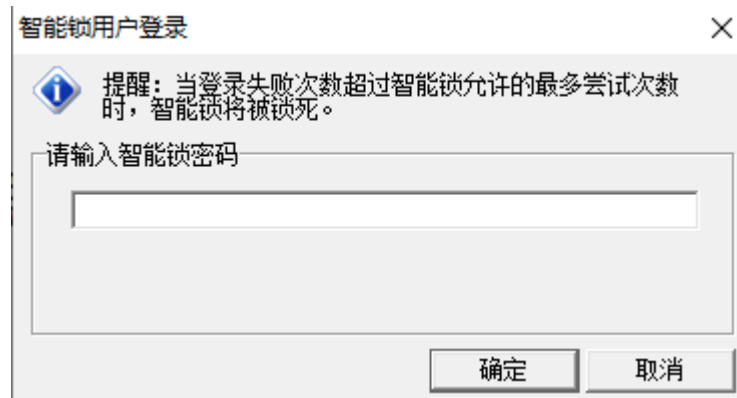 智能锁用户登录
提醒：当登录失败次数超过智能锁允许的最多尝试次数
时，智能锁将被锁死。
请输入智能锁密码
确定
取消